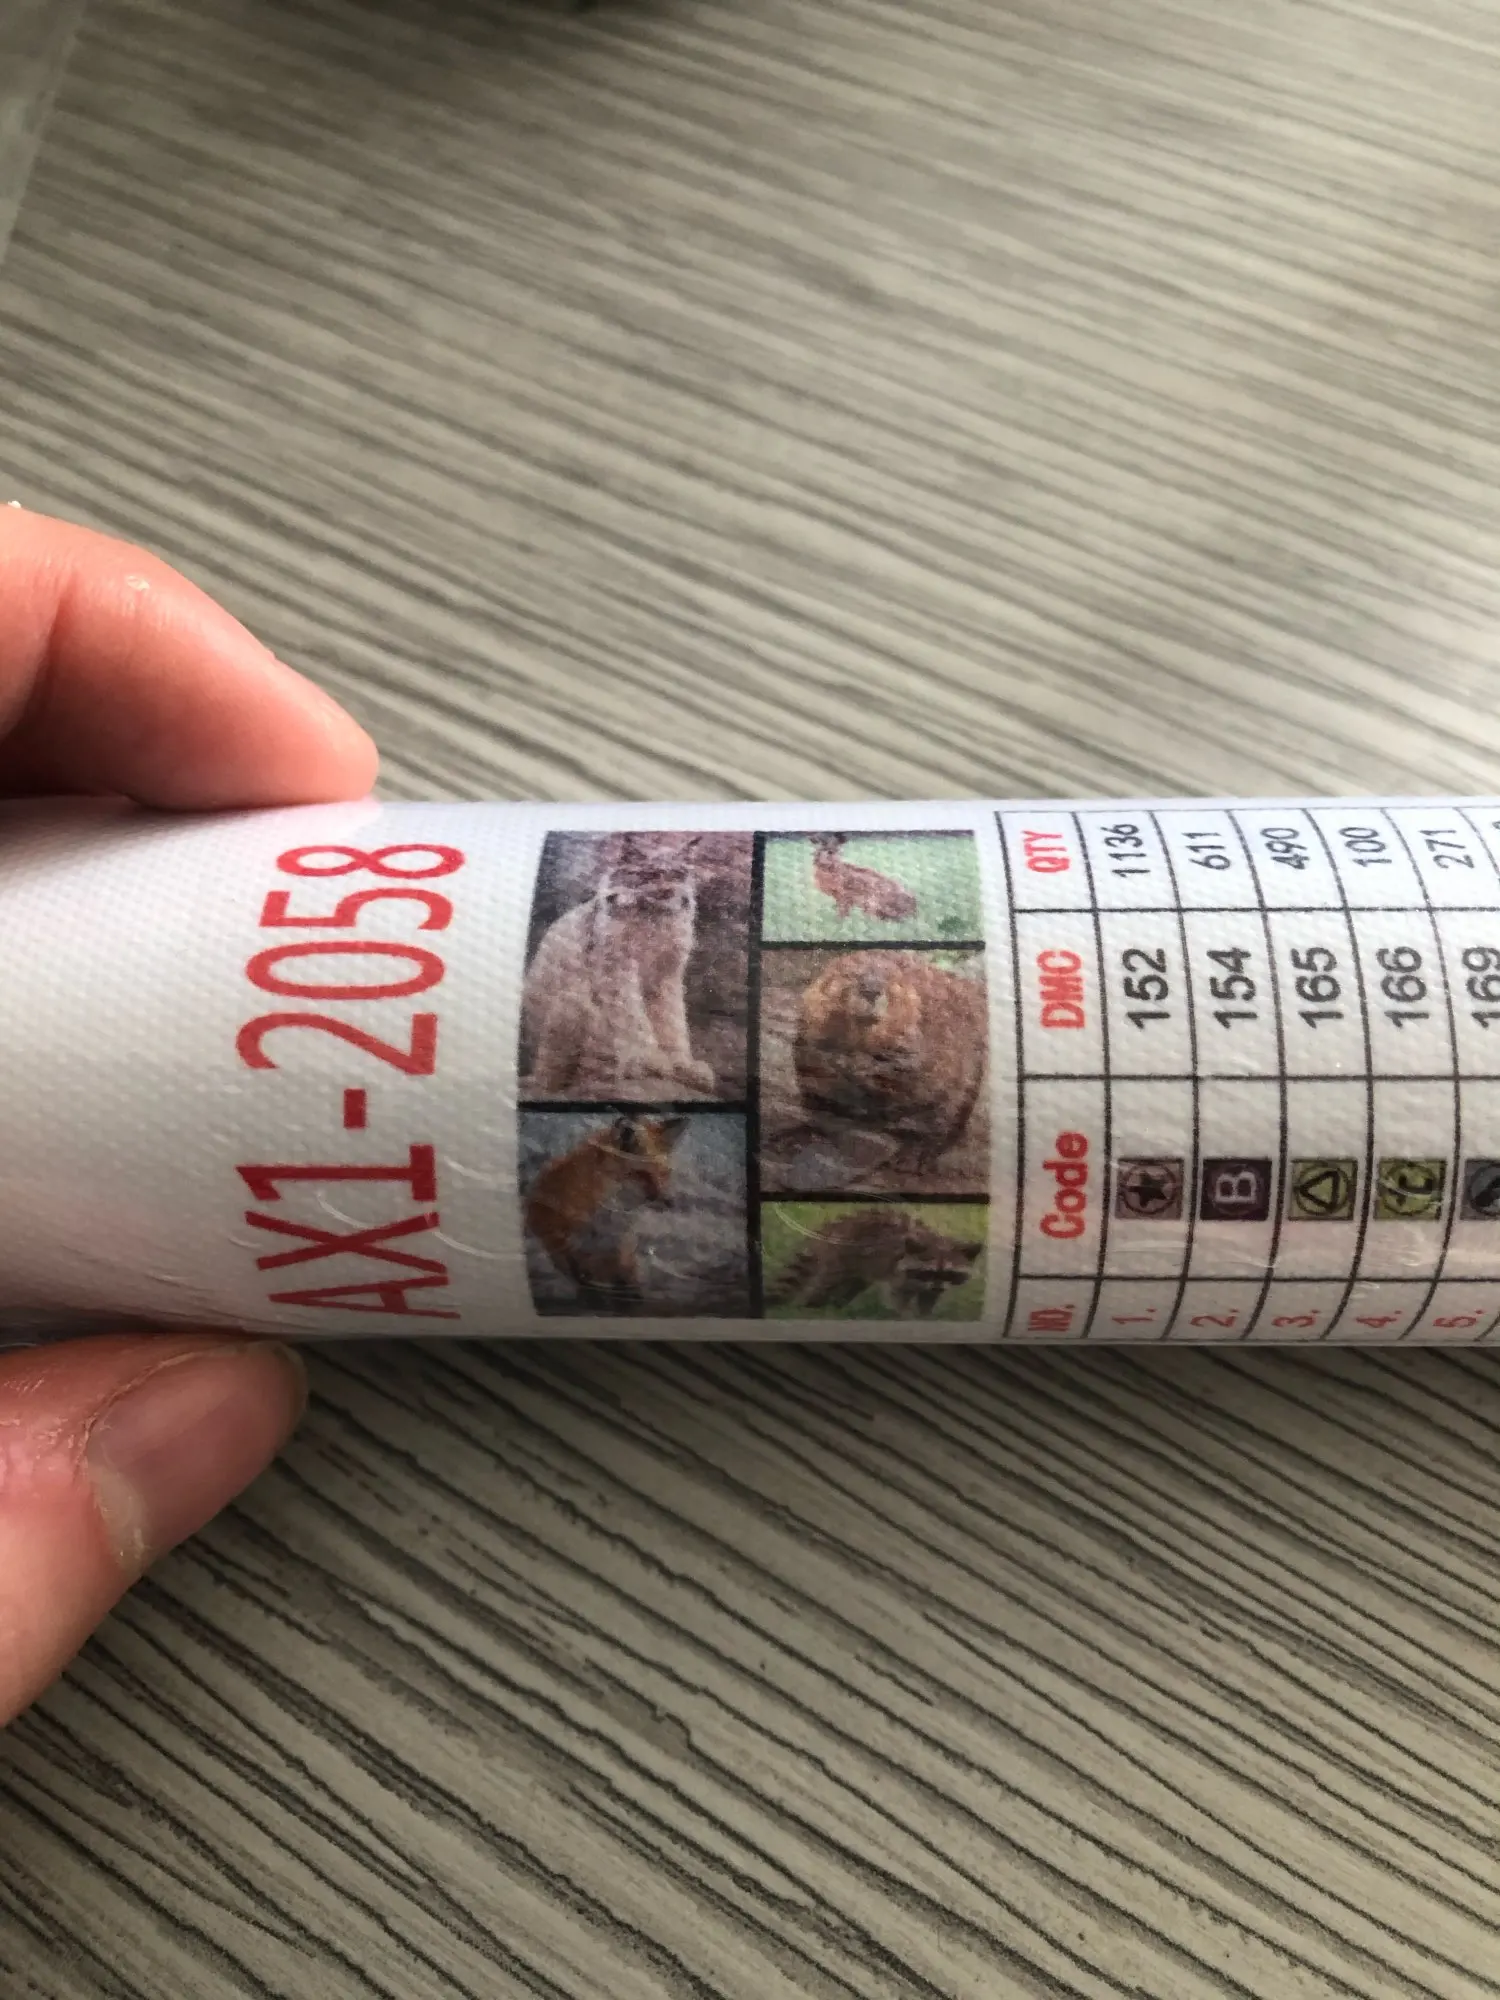 AX1-2058
NO. Code DMC QTY
1. 152 1136
2. B 154 611
3. 165 490
4. 166 100
5. 169 271